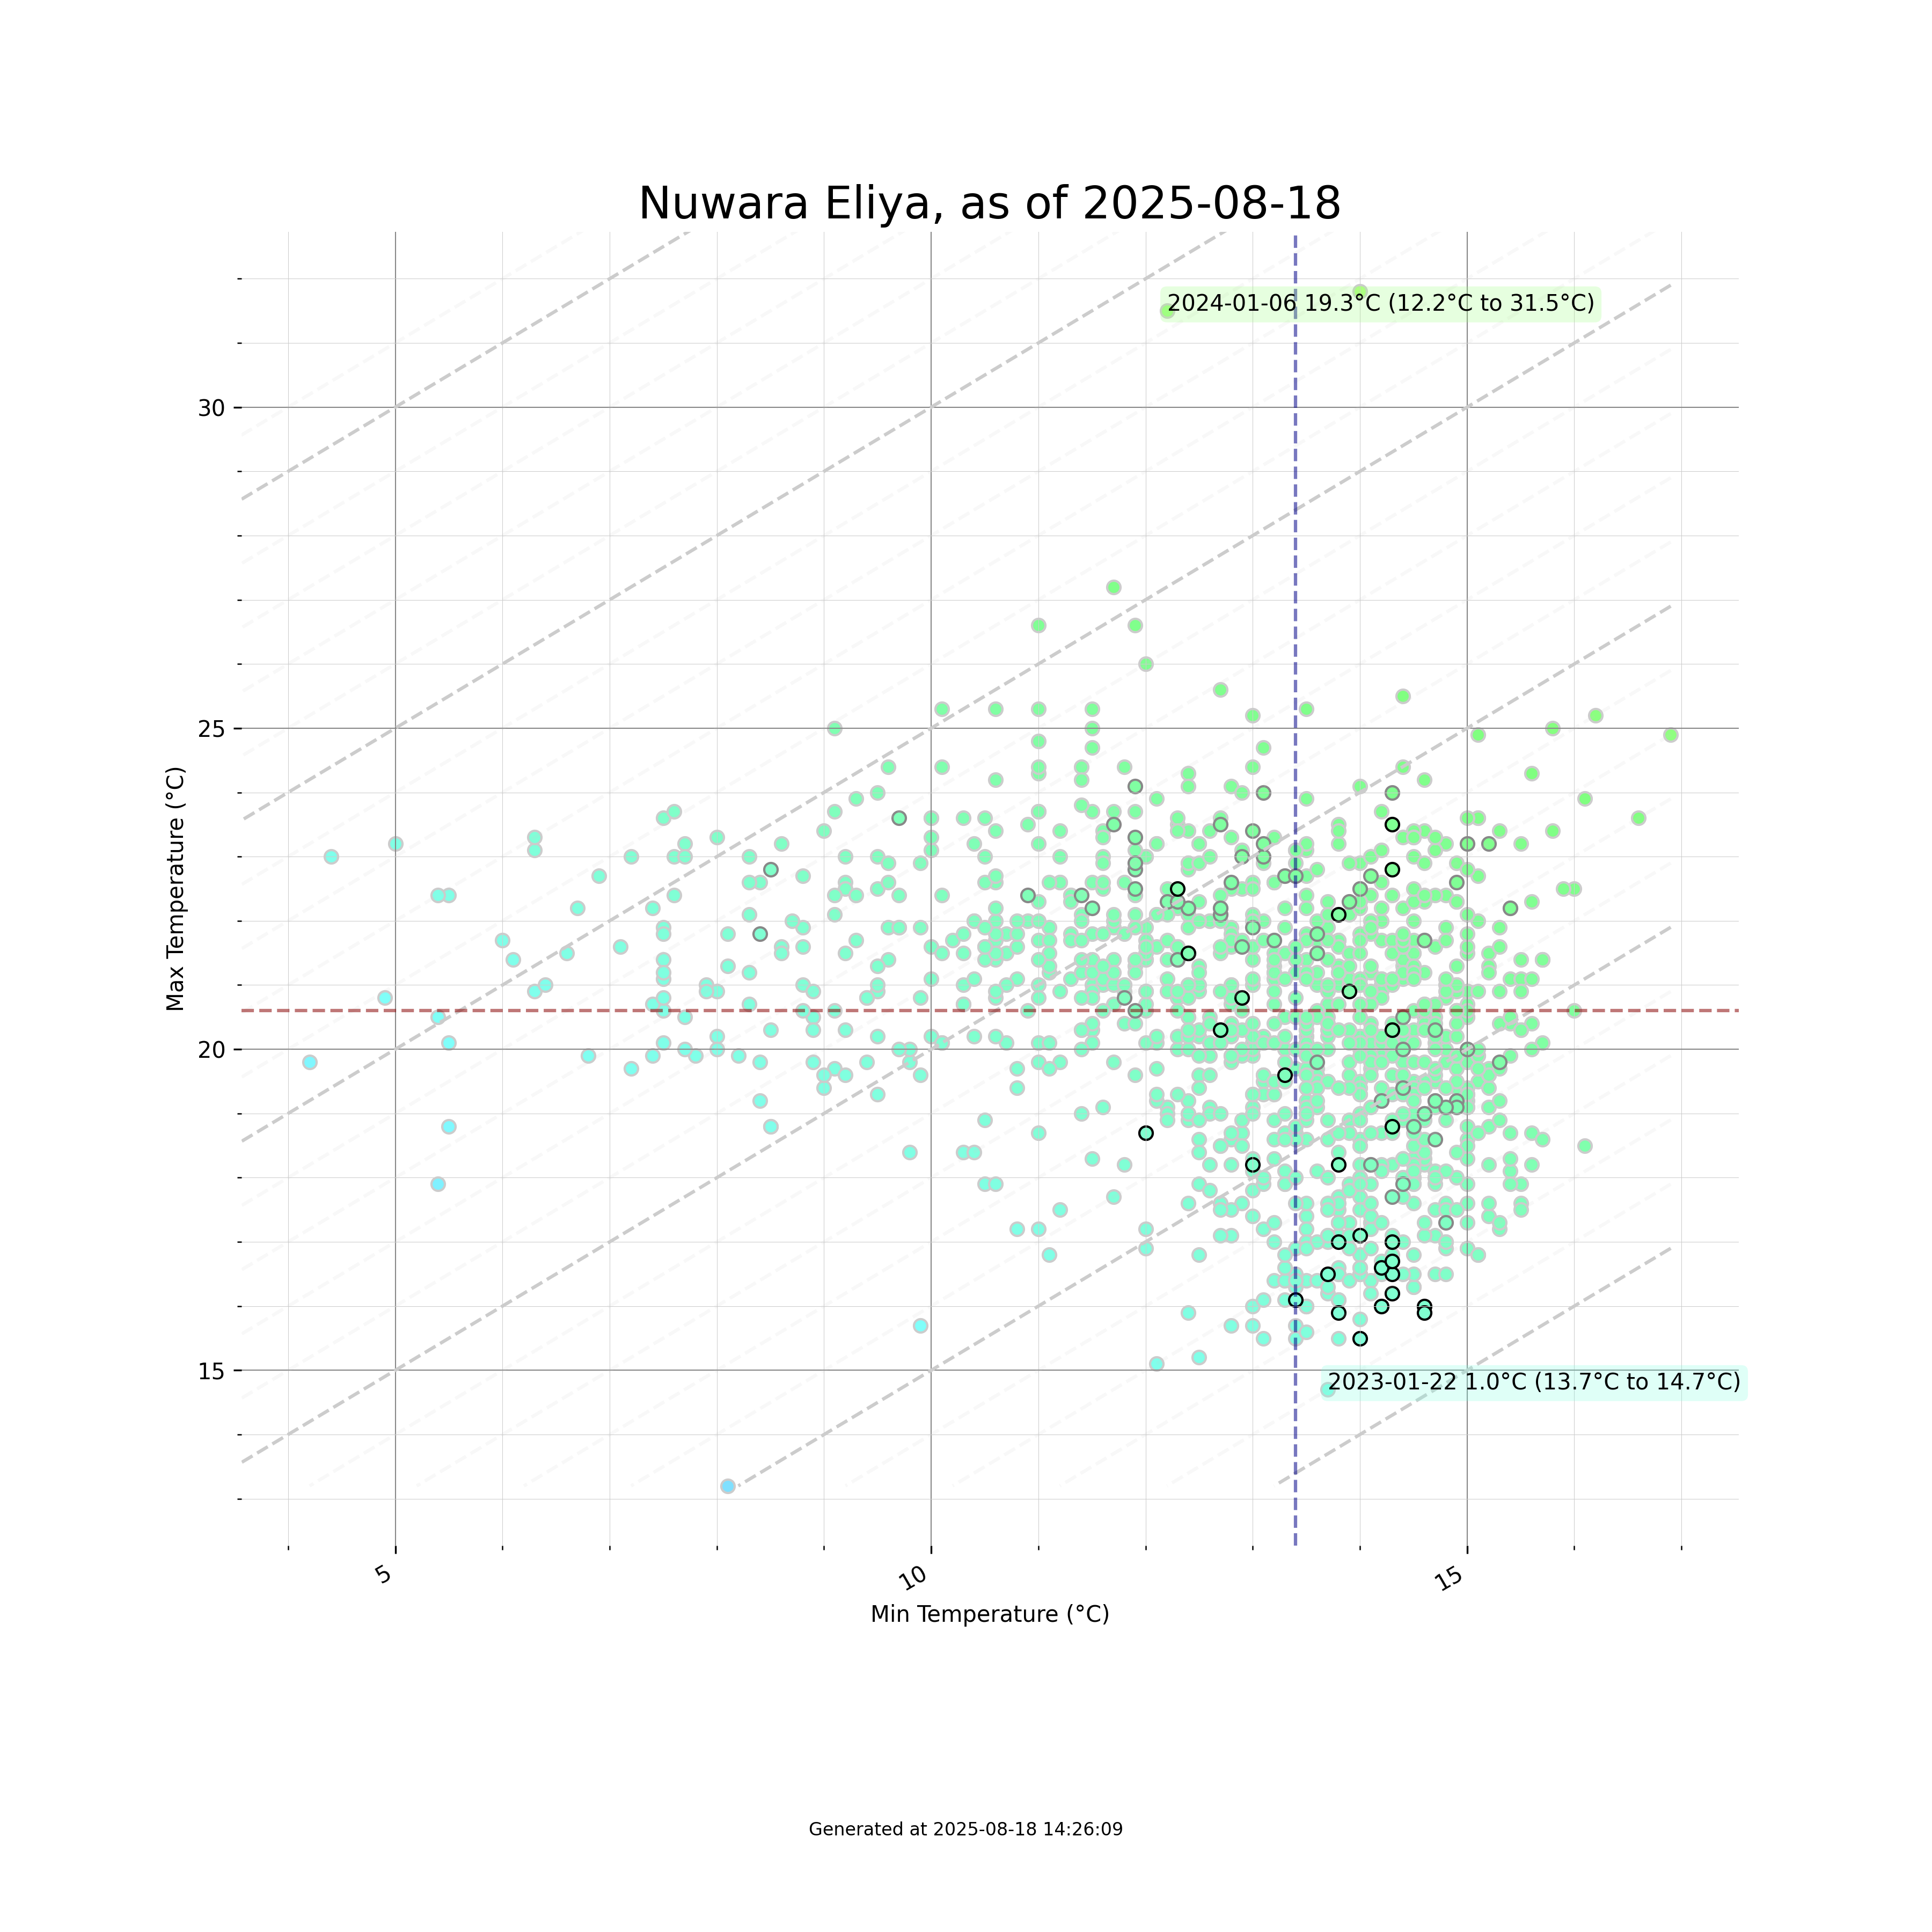 Nuwara Eliya, as of 2025-08-18
2024-01-06 19.3°C (12.2°C to 31.5°C)
30
25
Max Temperature (°C)
20
15
2023-01-22 1.0°C (13.7°C to 14.7°C)
5
10
15
Min Temperature (°C)
Generated at 2025-08-18 14:26:09